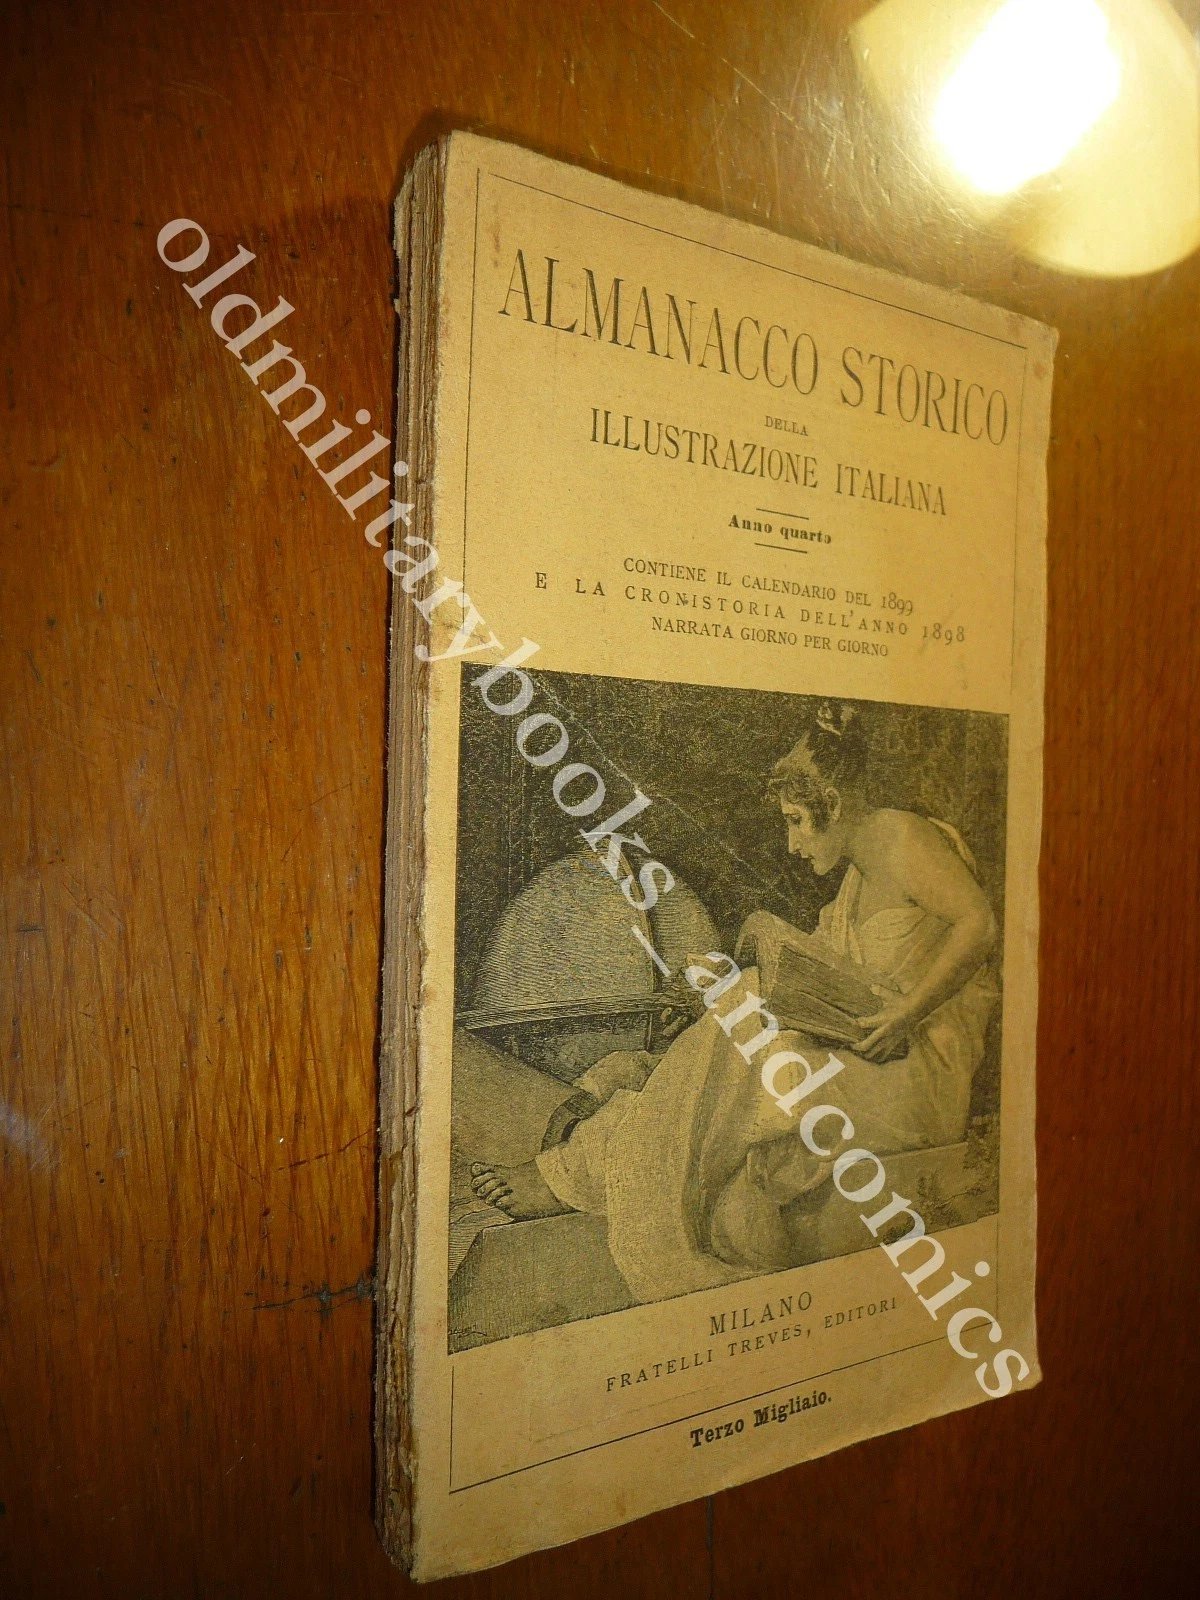 ALMANACCO STORICO
DELLA
ILLUSTRAZIONE ITALIANA
Anno quarto
CONTIENE IL CALENDARIO DEL 1899
E LA CRONISTORIA DELL'ANNO 1898
NARRATA GIORNO PER GIORNO
MILANO
FRATELLI TREVES, EDITORI
Terzo Migliaio.
oldmilitarybooks_andcomics